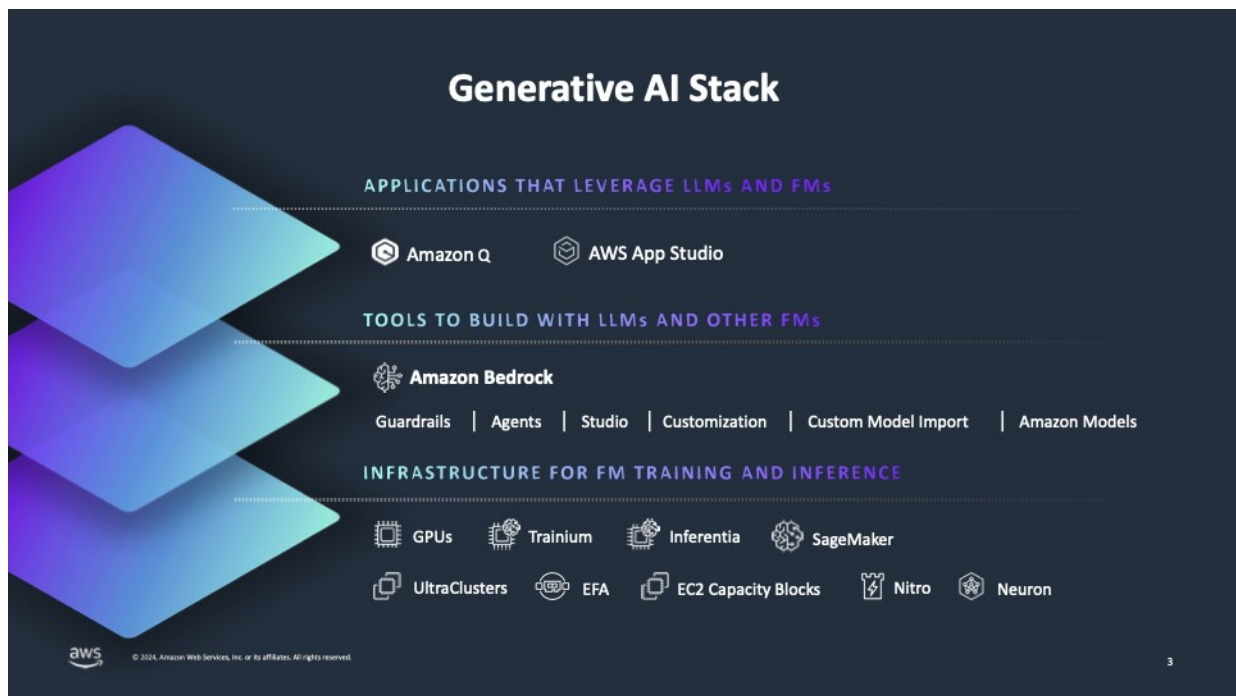 Generative AI Stack
APPLICATIONS THAT LEVERAGE LLMs AND FMs
Amazon Q AWS App Studio
TOOLS TO BUILD WITH LLMs AND OTHER FMs
Amazon Bedrock
Guardrails | Agents | Studio | Customization | Custom Model Import | Amazon Models
INFRASTRUCTURE FOR FM TRAINING AND INFERENCE
GPUs Trainium Inferentia SageMaker
UltraClusters EFA EC2 Capacity Blocks Nitro Neuron
aws © 2024, Amazon Web Services, Inc. or its affiliates. All rights reserved. 3